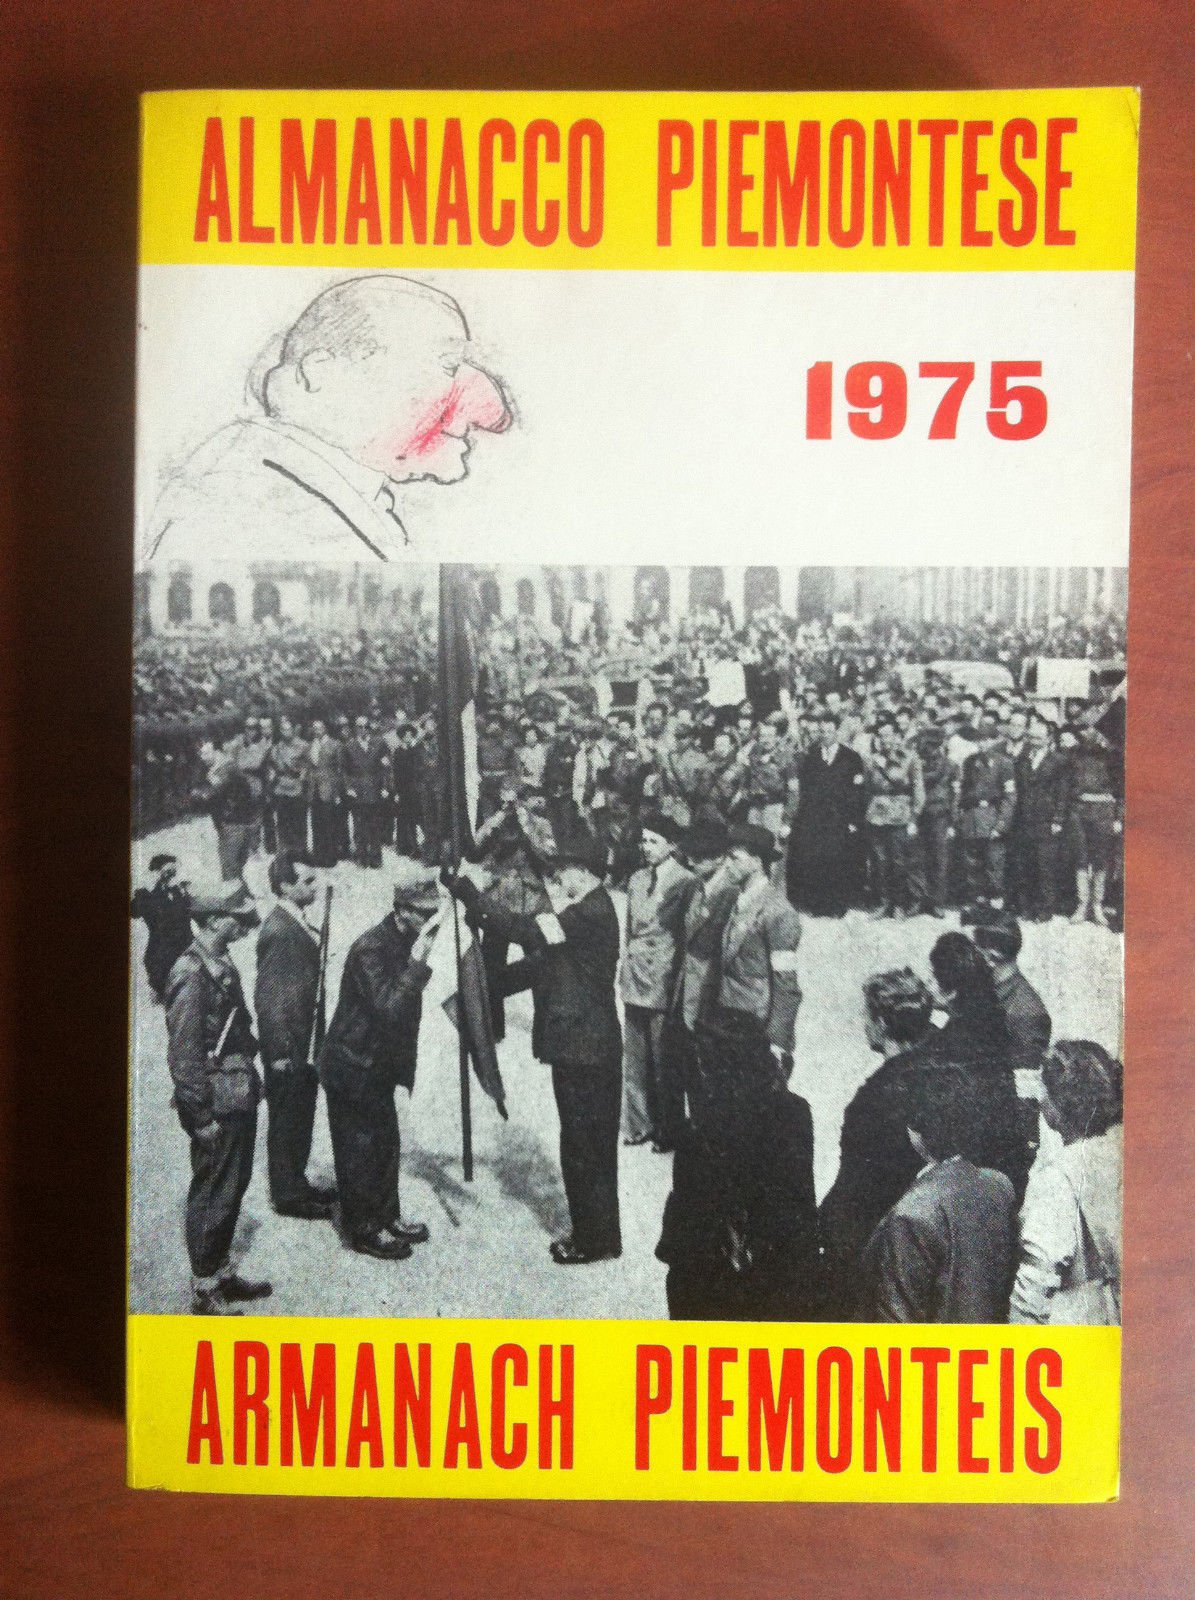 ALMANACCO PIEMONTESE
1975
ARMANACH PIEMONTEIS